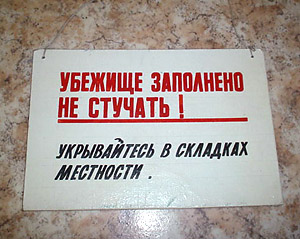 УБЕЖИЩЕ ЗАПОЛНЕНО
НЕ СТУЧАТЬ!
УКРЫВАЙТЕСЬ В СКЛАДКАХ
МЕСТНОСТИ.